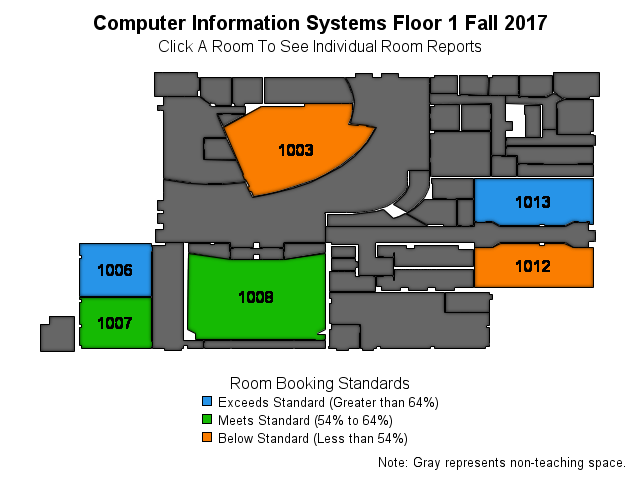 Computer Information Systems Floor 1 Fall 2017
Click A Room To See Individual Room Reports
1003
1013
1012
1006
1008
1007
Room Booking Standards
Exceeds Standard (Greater than 64%)
Meets Standard (54% to 64%)
Below Standard (Less than 54%)
Note: Gray represents non-teaching space.